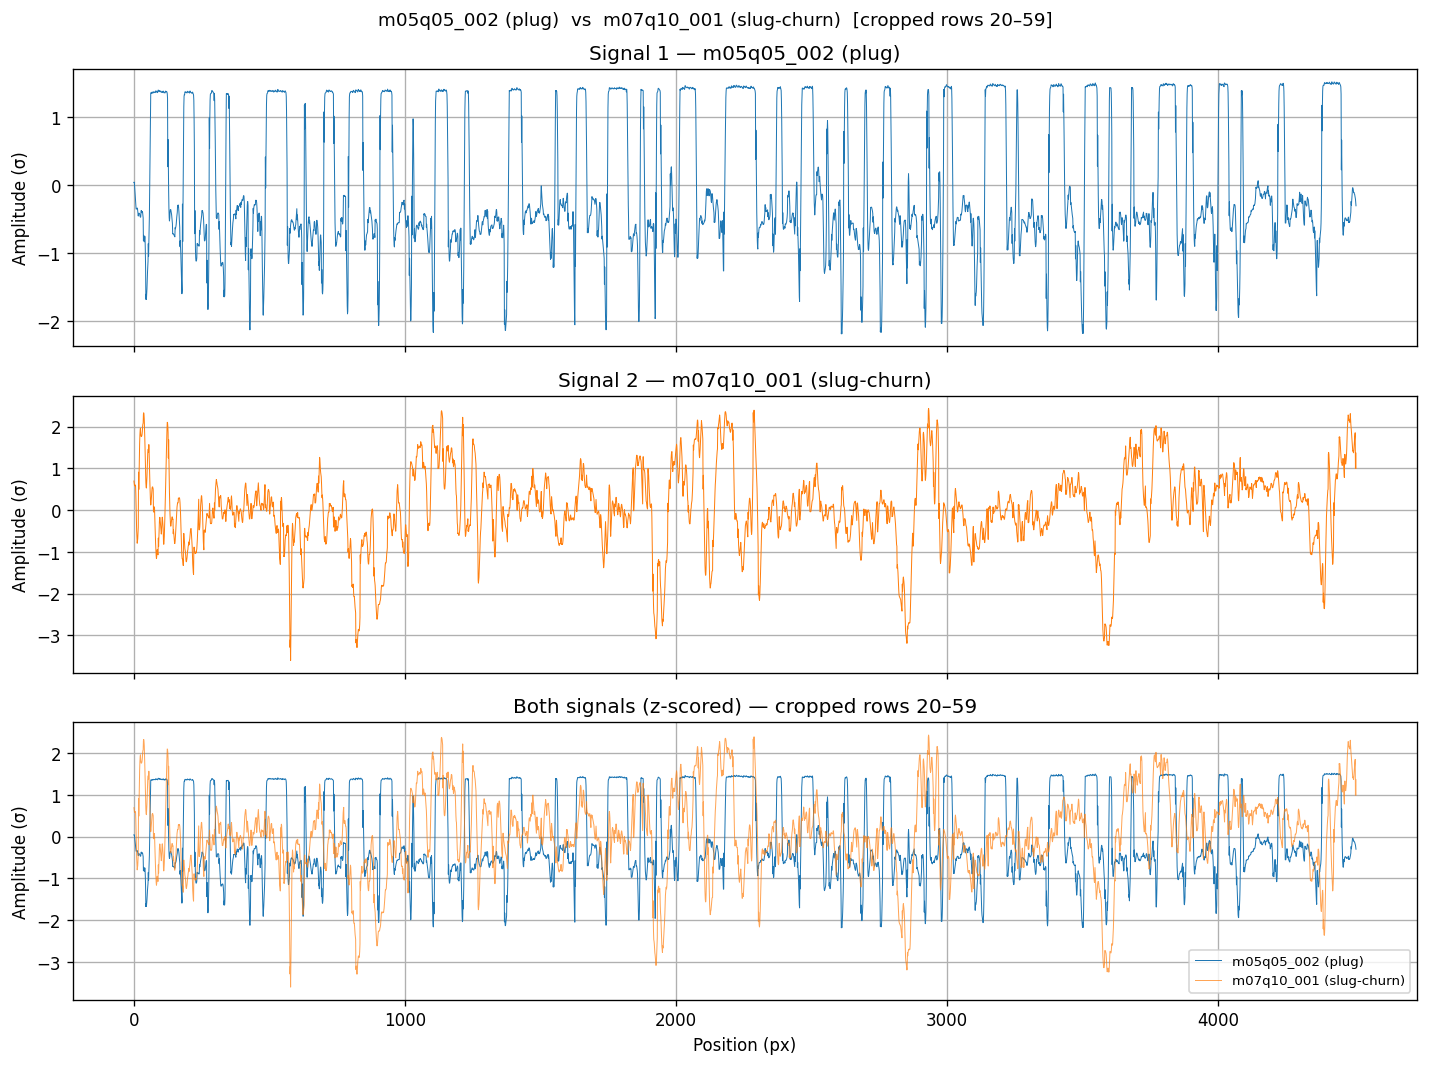 m05q05_002 (plug)  vs  m07q10_001 (slug-churn)  [cropped rows 20–59]
Signal 1 — m05q05_002 (plug)
1
0
−1
−2
Amplitude (σ)
Signal 2 — m07q10_001 (slug-churn)
2
1
0
−1
−2
−3
Amplitude (σ)
Both signals (z-scored) — cropped rows 20–59
2
1
0
−1
−2
−3
Amplitude (σ)
m05q05_002 (plug)
m07q10_001 (slug-churn)
0 1000 2000 3000 4000
Position (px)